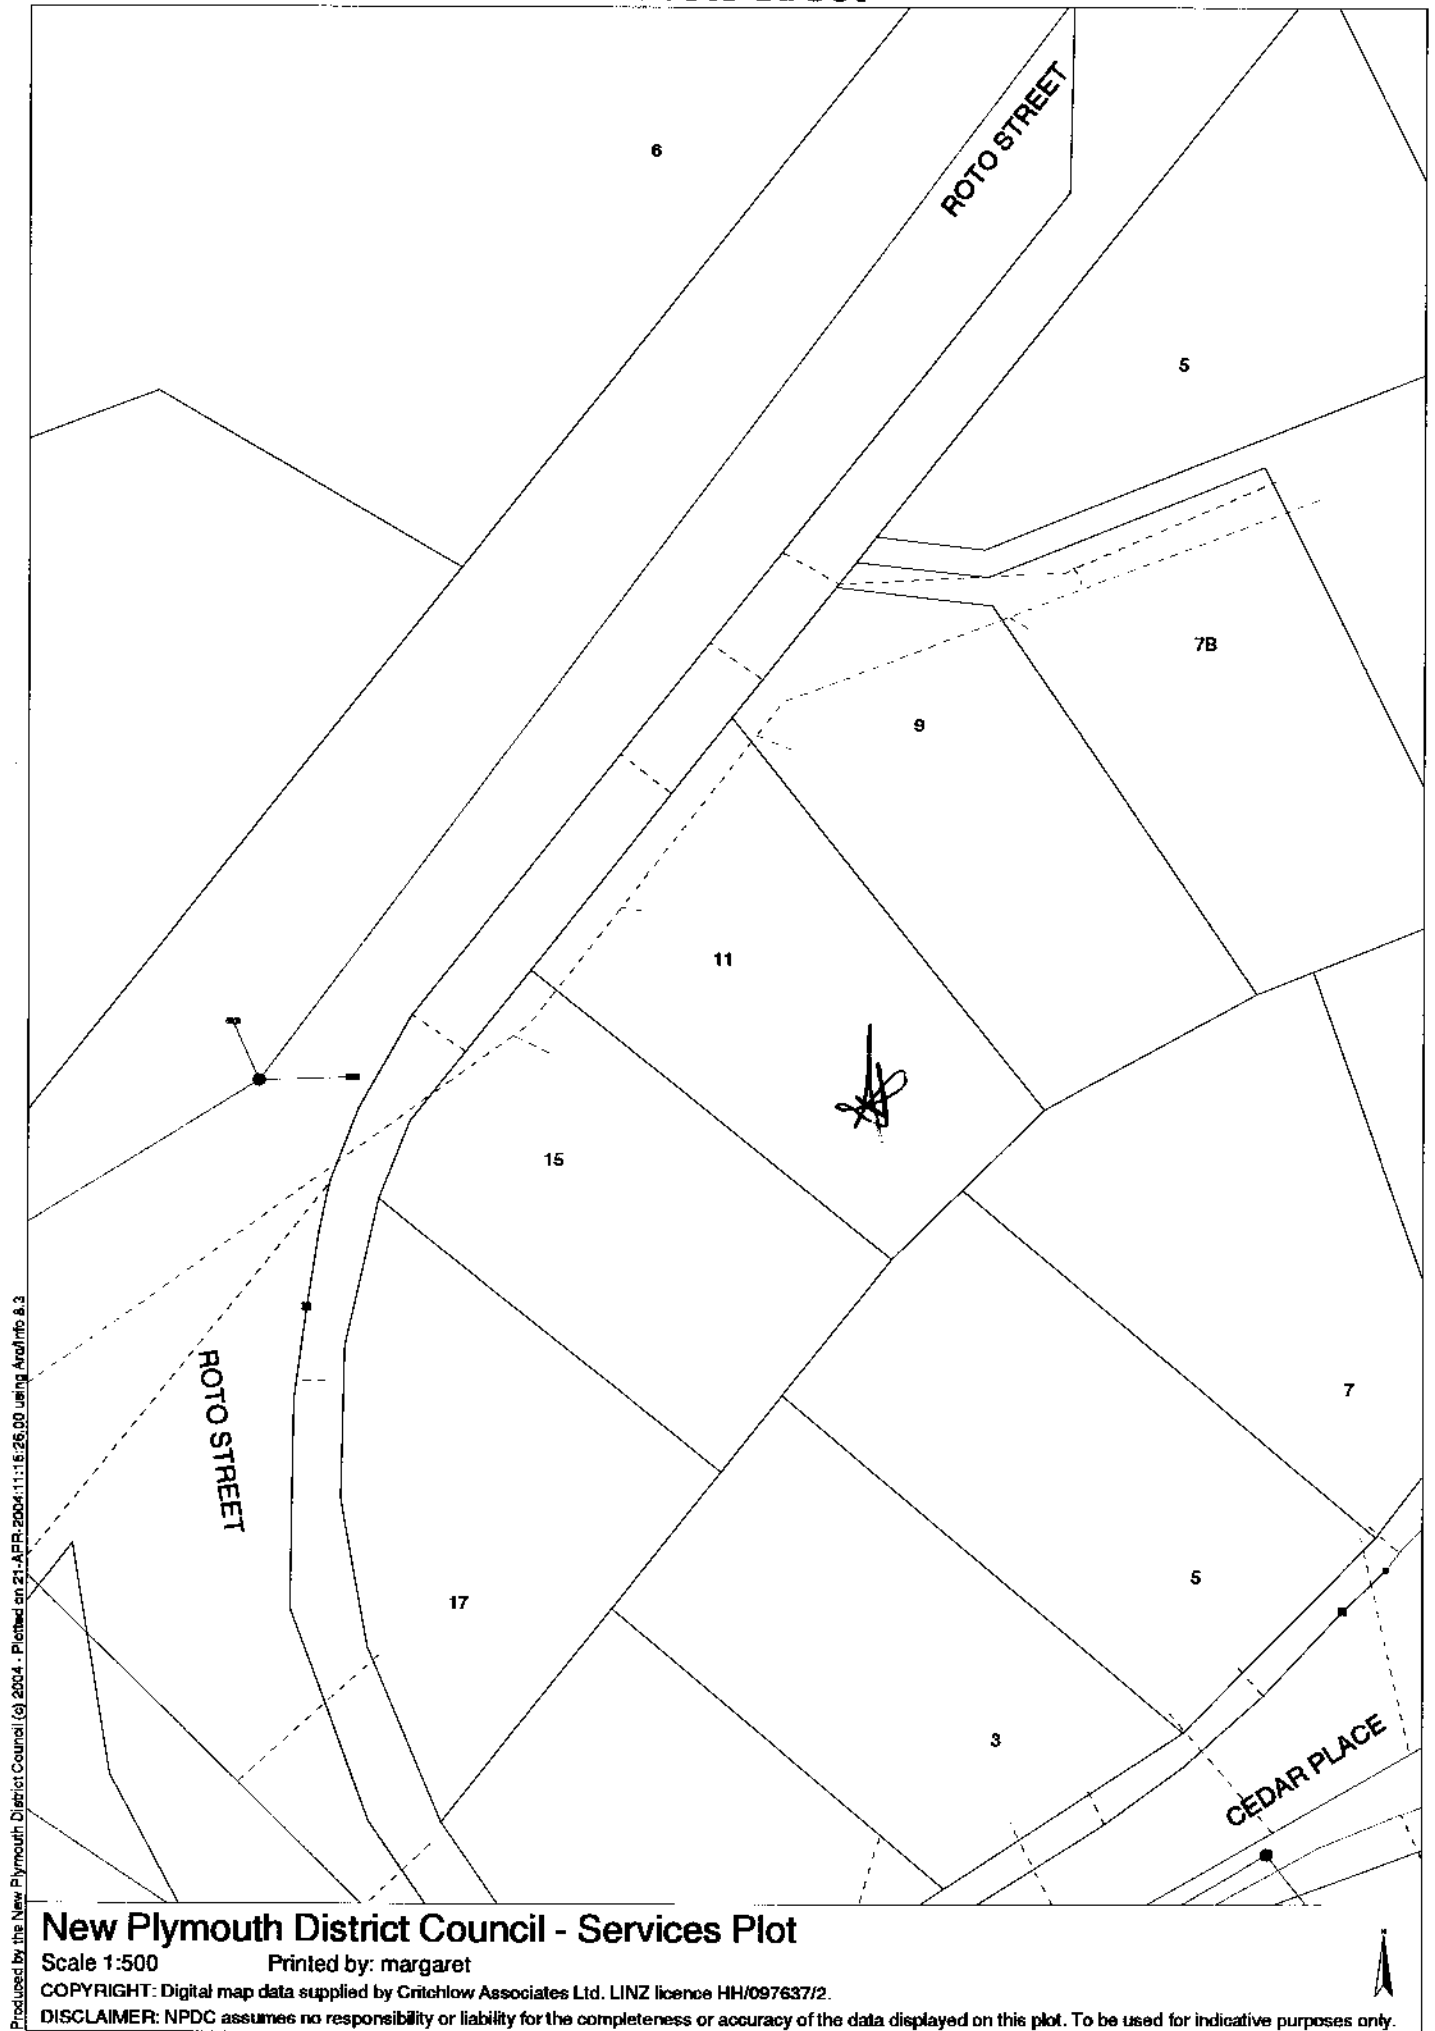 ROTO STREET
6
5
7B
9
11
15
ROTO STREET
7
5
17
3
CEDAR PLACE
Produced by the New Plymouth District Council (c) 2004 - Plotted on 21-APR-2004:11:15:26.00 using Arc/Info 8.3
New Plymouth District Council - Services Plot
Scale 1:500 Printed by: margaret
COPYRIGHT: Digital map data supplied by Critchlow Associates Ltd. LINZ licence HH/097637/2.
DISCLAIMER: NPDC assumes no responsibility or liability for the completeness or accuracy of the data displayed on this plot. To be used for indicative purposes only.